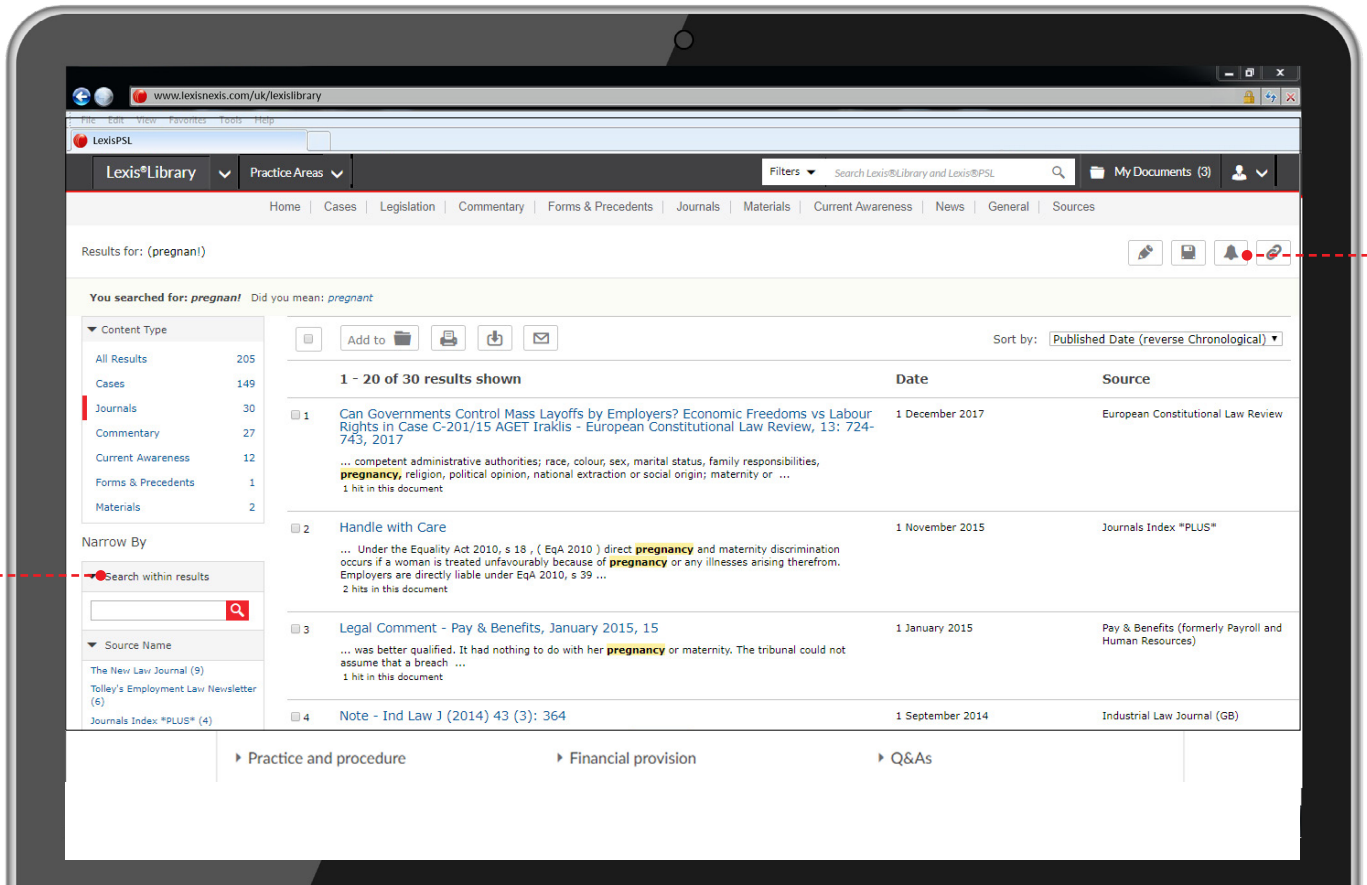 www.lexisnexis.com/uk/lexislibrary
File Edit View Favorites Tools Help
LexisPSL
Lexis®Library
Practice Areas
Filters
Search Lexis®Library and Lexis®PSL
My Documents (3)
Home | Cases | Legislation | Commentary | Forms & Precedents | Journals | Materials | Current Awareness | News | General | Sources
Results for: (pregnan!)
You searched for: pregnan! Did you mean: pregnant
Content Type
All Results 205
Cases 149
Journals 30
Commentary 27
Current Awareness 12
Forms & Precedents 1
Materials 2
Narrow By
Search within results
Source Name
The New Law Journal (9)
Tolley's Employment Law Newsletter
(6)
Journals Index *PLUS* (4)
Add to
Sort by: Published Date (reverse Chronological)
1 - 20 of 30 results shown Date Source
1 Can Governments Control Mass Layoffs by Employers? Economic Freedoms vs Labour
Rights in Case C-201/15 AGET Iraklis - European Constitutional Law Review, 13: 724-
743, 2017
1 December 2017
European Constitutional Law Review
... competent administrative authorities; race, colour, sex, marital status, family responsibilities,
pregnancy, religion, political opinion, national extraction or social origin; maternity or ...
1 hit in this document
2 Handle with Care
1 November 2015
Journals Index *PLUS*
... Under the Equality Act 2010, s 18 , ( EqA 2010 ) direct pregnancy and maternity discrimination
occurs if a woman is treated unfavourably because of pregnancy or any illnesses arising therefrom.
Employers are directly liable under EqA 2010, s 39 ...
2 hits in this document
3 Legal Comment - Pay & Benefits, January 2015, 15
1 January 2015
Pay & Benefits (formerly Payroll and
Human Resources)
... was better qualified. It had nothing to do with her pregnancy or maternity. The tribunal could not
assume that a breach ...
1 hit in this document
4 Note - Ind Law J (2014) 43 (3): 364
1 September 2014
Industrial Law Journal (GB)
Practice and procedure
Financial provision
Q&As